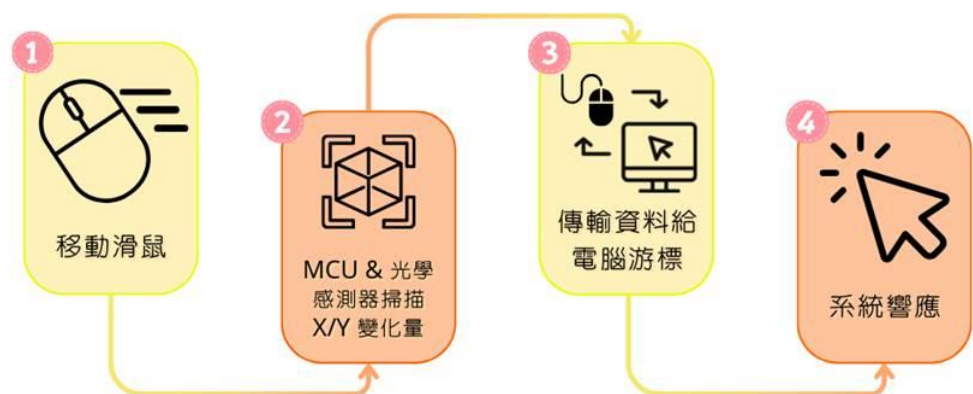 1
移動滑鼠
2
MCU & 光學
感測器掃描
X/Y 變化量
3
傳輸資料給
電腦游標
4
系統響應